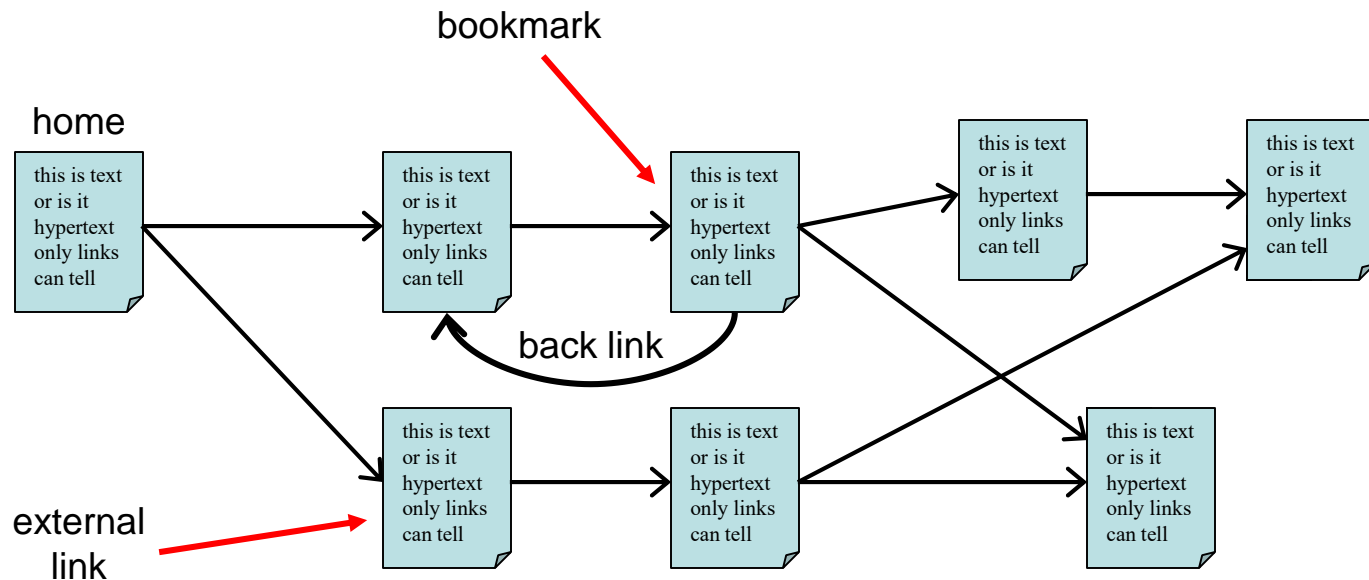 bookmark
home
this is text
or is it
hypertext
only links
can tell
this is text
or is it
hypertext
only links
can tell
this is text
or is it
hypertext
only links
can tell
this is text
or is it
hypertext
only links
can tell
this is text
or is it
hypertext
only links
can tell
back link
this is text
or is it
hypertext
only links
can tell
this is text
or is it
hypertext
only links
can tell
this is text
or is it
hypertext
only links
can tell
external
link